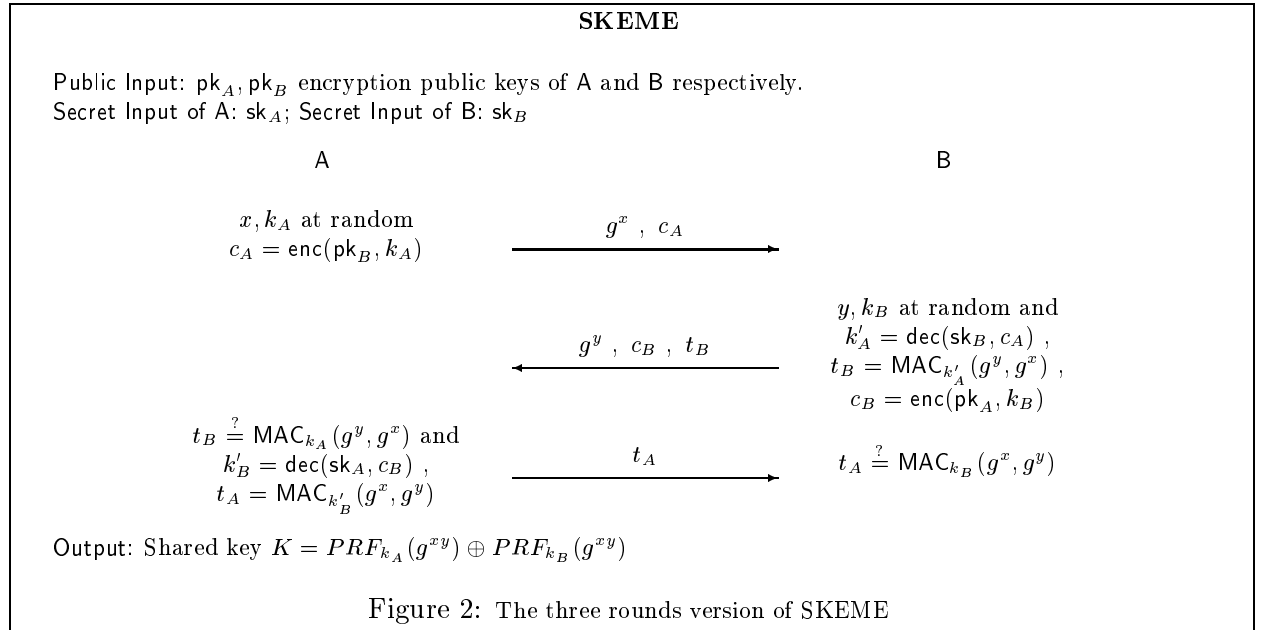 SKEME
Public Input: pk_A, pk_B encryption public keys of A and B respectively.
Secret Input of A: sk_A; Secret Input of B: sk_B
A B
x, k_A at random
c_A = enc(pk_B, k_A)
g^x , c_A
y, k_B at random and
k'_A = dec(sk_B, c_A) ,
t_B = MAC_{k'_A}(g^y, g^x) ,
c_B = enc(pk_A, k_B)
g^y , c_B , t_B
t_B ?= MAC_{k_A}(g^y, g^x) and
k'_B = dec(sk_A, c_B) ,
t_A = MAC_{k'_B}(g^x, g^y)
t_A
t_A ?= MAC_{k_B}(g^x, g^y)
Output: Shared key K = PRF_{k_A}(g^{xy}) ⊕ PRF_{k_B}(g^{xy})
Figure 2: The three rounds version of SKEME